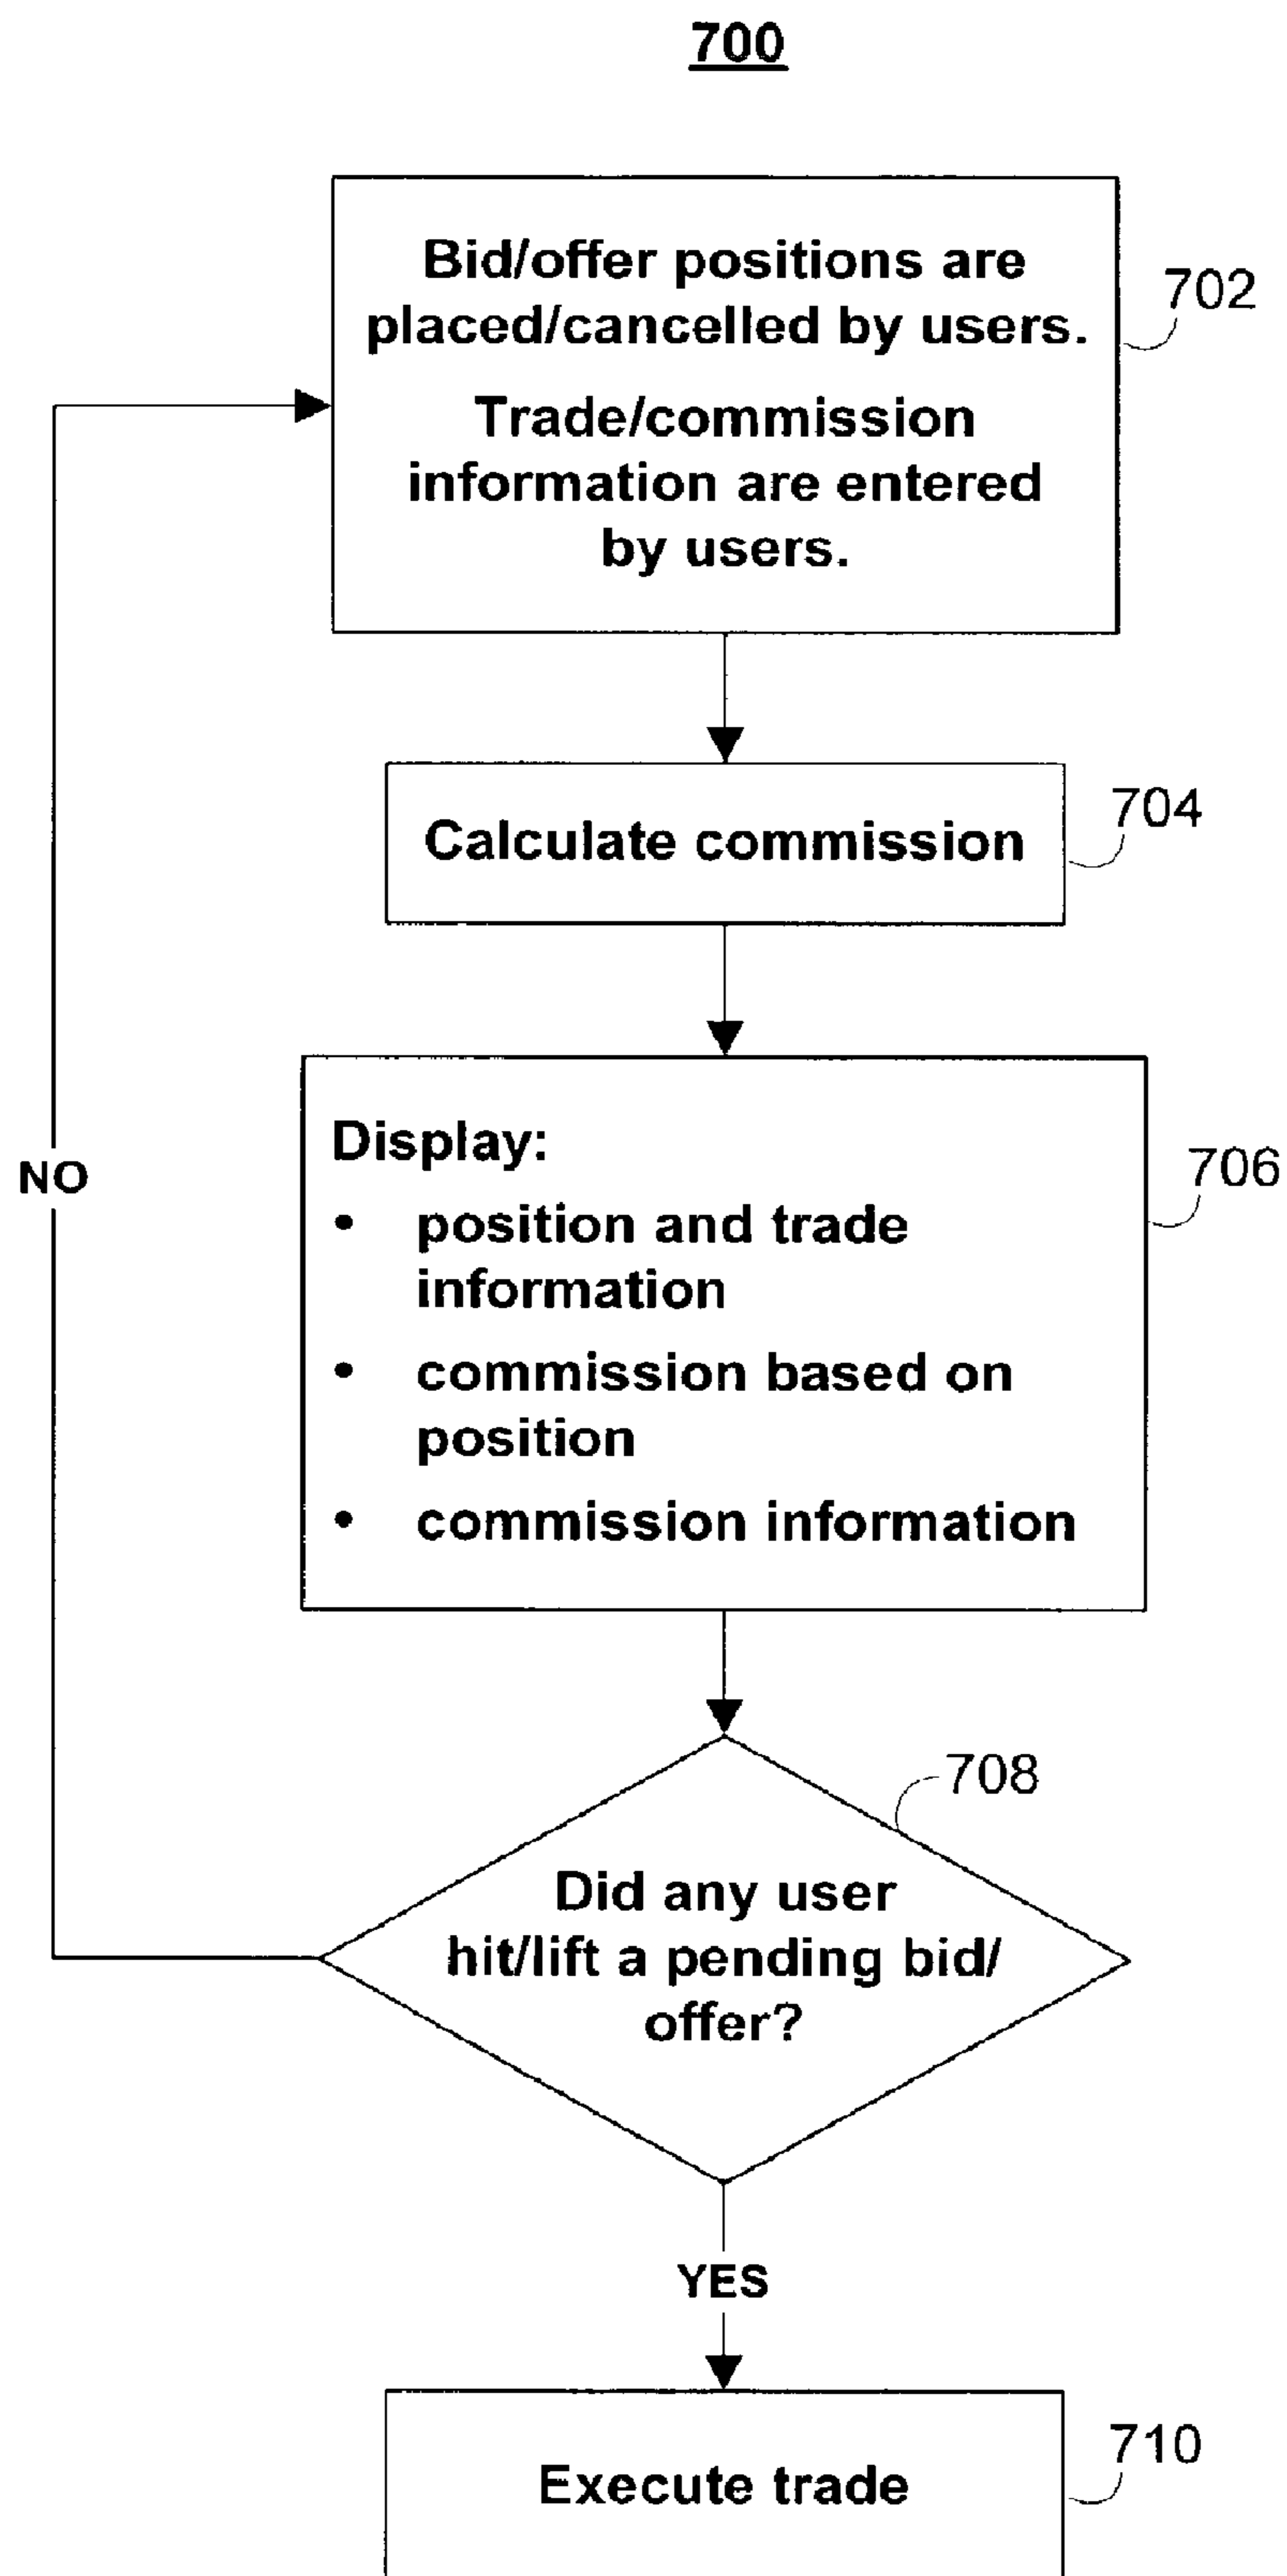 700
Bid/offer positions are
placed/cancelled by users.
Trade/commission
information are entered
by users.
702
Calculate commission
704
Display:
• position and trade
information
• commission based on
position
• commission information
706
NO
708
Did any user
hit/lift a pending bid/
offer?
YES
Execute trade
710